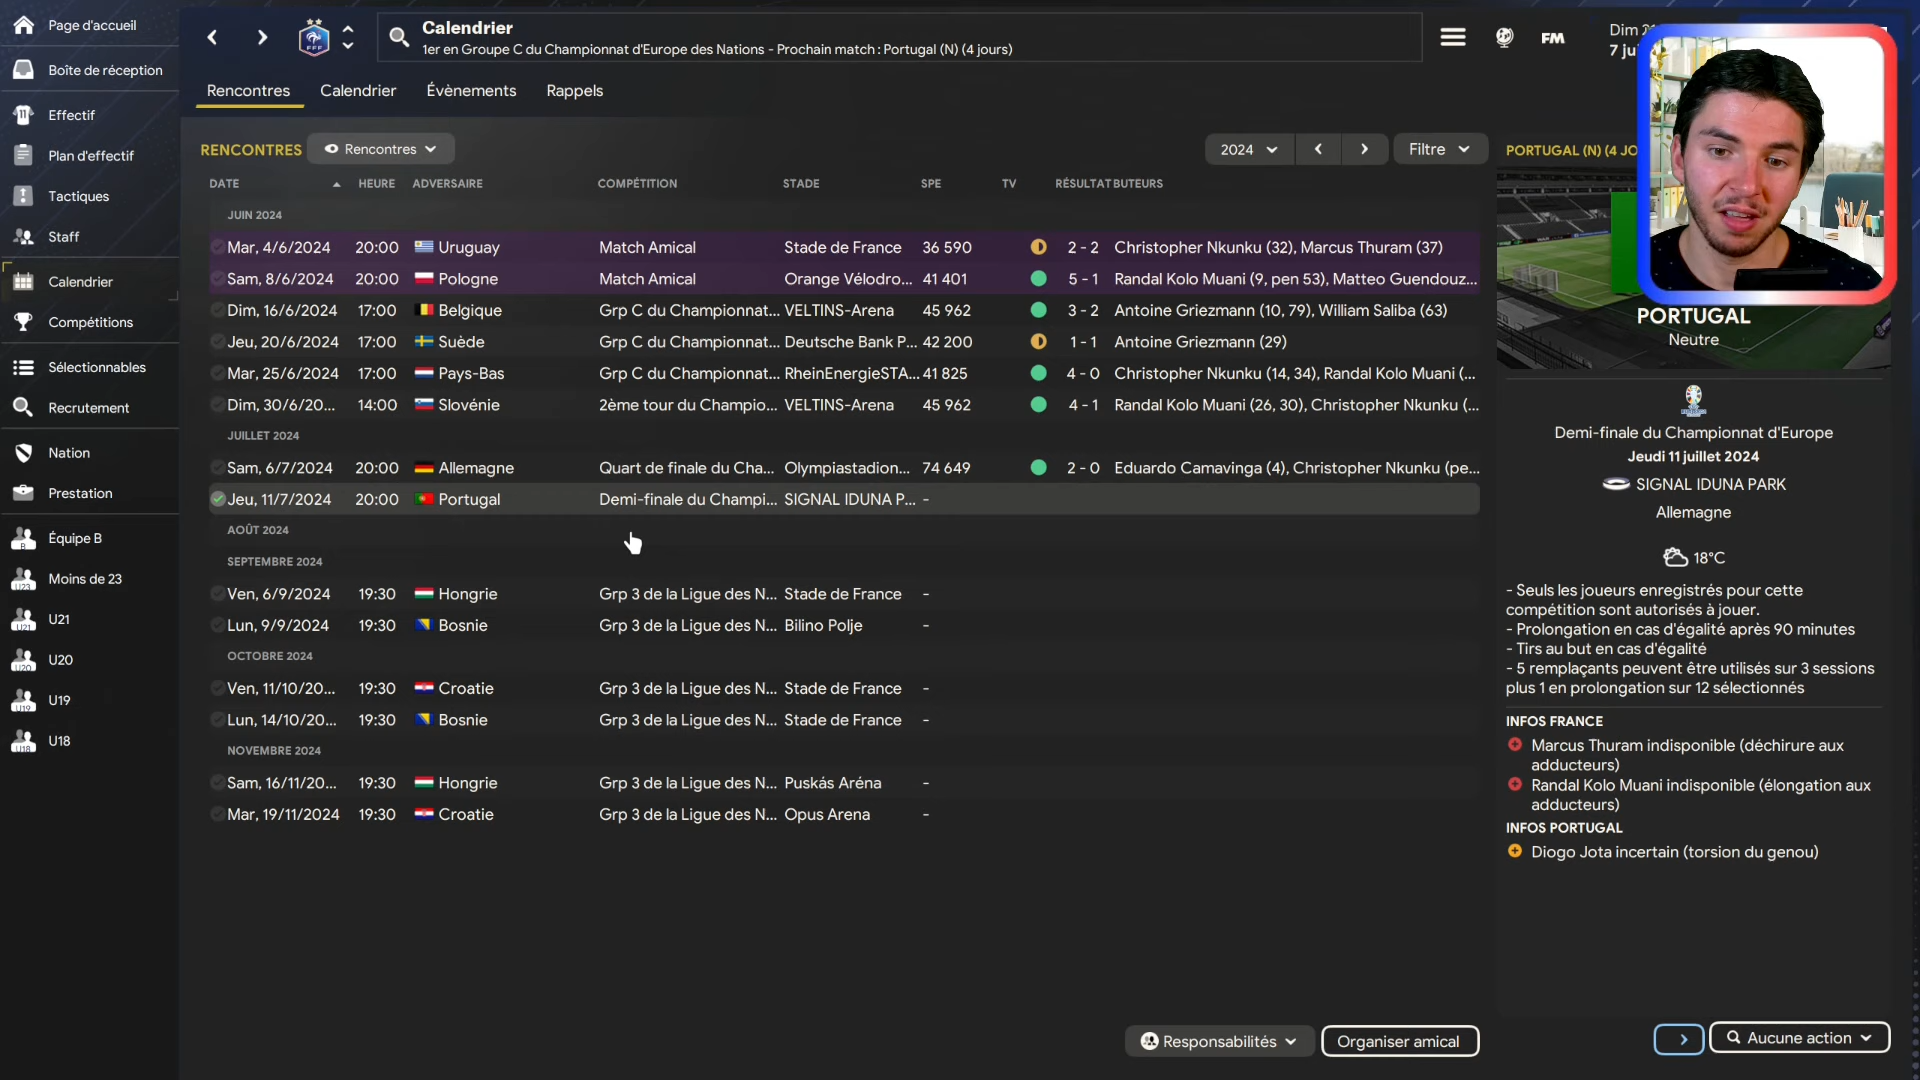 Page d'accueil
Boîte de réception
Effectif
Plan d'effectif
Tactiques
Staff
Calendrier
Compétitions
Sélectionnables
Recrutement
Nation
Prestation
Équipe B
Moins de 23
U21
U20
U19
U18
Calendrier
1er en Groupe C du Championnat d'Europe des Nations - Prochain match : Portugal (N) (4 jours)
FM
Dim
7
Rencontres Calendrier Évènements Rappels
RENCONTRES Rencontres 2024 Filtre
DATE HEURE ADVERSAIRE COMPÉTITION STADE SPE TV RÉSULTAT BUTEURS
JUIN 2024
Mar, 4/6/2024 20:00 Uruguay Match Amical Stade de France 36 590 2 - 2 Christopher Nkunku (32), Marcus Thuram (37)
Sam, 8/6/2024 20:00 Pologne Match Amical Orange Vélodro... 41 401 5 - 1 Randal Kolo Muani (9, pen 53), Matteo Guendouz...
Dim, 16/6/2024 17:00 Belgique Grp C du Championnat... VELTINS-Arena 45 962 3 - 2 Antoine Griezmann (10, 79), William Saliba (63)
Jeu, 20/6/2024 17:00 Suède Grp C du Championnat... Deutsche Bank P... 42 200 1 - 1 Antoine Griezmann (29)
Mar, 25/6/2024 17:00 Pays-Bas Grp C du Championnat... RheinEnergieSTA... 41 825 4 - 0 Christopher Nkunku (14, 34), Randal Kolo Muani (...
Dim, 30/6/20... 14:00 Slovénie 2ème tour du Champio... VELTINS-Arena 45 962 4 - 1 Randal Kolo Muani (26, 30), Christopher Nkunku (...
JUILLET 2024
Sam, 6/7/2024 20:00 Allemagne Quart de finale du Cha... Olympiastadion... 74 649 2 - 0 Eduardo Camavinga (4), Christopher Nkunku (pe...
Jeu, 11/7/2024 20:00 Portugal Demi-finale du Champi... SIGNAL IDUNA P... -
AOÛT 2024
SEPTEMBRE 2024
Ven, 6/9/2024 19:30 Hongrie Grp 3 de la Ligue des N... Stade de France -
Lun, 9/9/2024 19:30 Bosnie Grp 3 de la Ligue des N... Bilino Polje -
OCTOBRE 2024
Ven, 11/10/20... 19:30 Croatie Grp 3 de la Ligue des N... Stade de France -
Lun, 14/10/20... 19:30 Bosnie Grp 3 de la Ligue des N... Stade de France -
NOVEMBRE 2024
Sam, 16/11/20... 19:30 Hongrie Grp 3 de la Ligue des N... Puskás Aréna -
Mar, 19/11/2024 19:30 Croatie Grp 3 de la Ligue des N... Opus Arena -
Responsabilités Organiser amical
PORTUGAL (N) (4
PORTUGAL
Neutre
Demi-finale du Championnat d'Europe
Jeudi 11 juillet 2024
SIGNAL IDUNA PARK
Allemagne
18°C
- Seuls les joueurs enregistrés pour cette
compétition sont autorisés à jouer.
- Prolongation en cas d'égalité après 90 minutes
- Tirs au but en cas d'égalité
- 5 remplaçants peuvent être utilisés sur 3 sessions
plus 1 en prolongation sur 12 sélectionnés
INFOS FRANCE
Marcus Thuram indisponible (déchirure aux
adducteurs)
Randal Kolo Muani indisponible (élongation aux
adducteurs)
INFOS PORTUGAL
Diogo Jota incertain (torsion du genou)
Aucune action